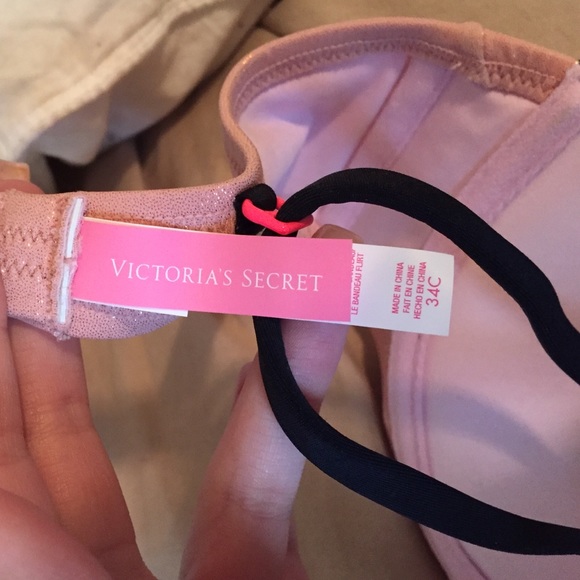 VICTORIA'S SECRET
LE BANDEAU FLIRT
MADE IN CHINA
FAIT EN CHINE
HECHO EN CHINA
34C